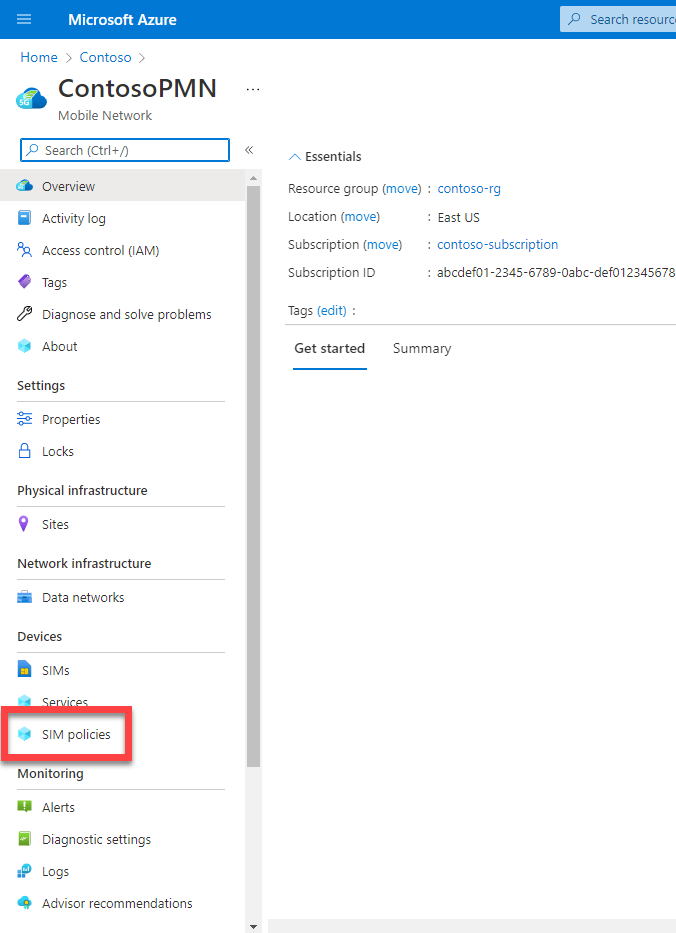 Microsoft Azure
Search resourc
Home > Contoso >
ContosoPMN ...
Mobile Network
Search (Ctrl+/) «
Overview
Activity log
Access control (IAM)
Tags
Diagnose and solve problems
About
Settings
Properties
Locks
Physical infrastructure
Sites
Network infrastructure
Data networks
Devices
SIMs
Services
SIM policies
Monitoring
Alerts
Diagnostic settings
Logs
Advisor recommendations
Essentials
Resource group (move) : contoso-rg
Location (move) : East US
Subscription (move) : contoso-subscription
Subscription ID : abcdef01-2345-6789-0abc-def012345678
Tags (edit) :
Get started Summary
5G